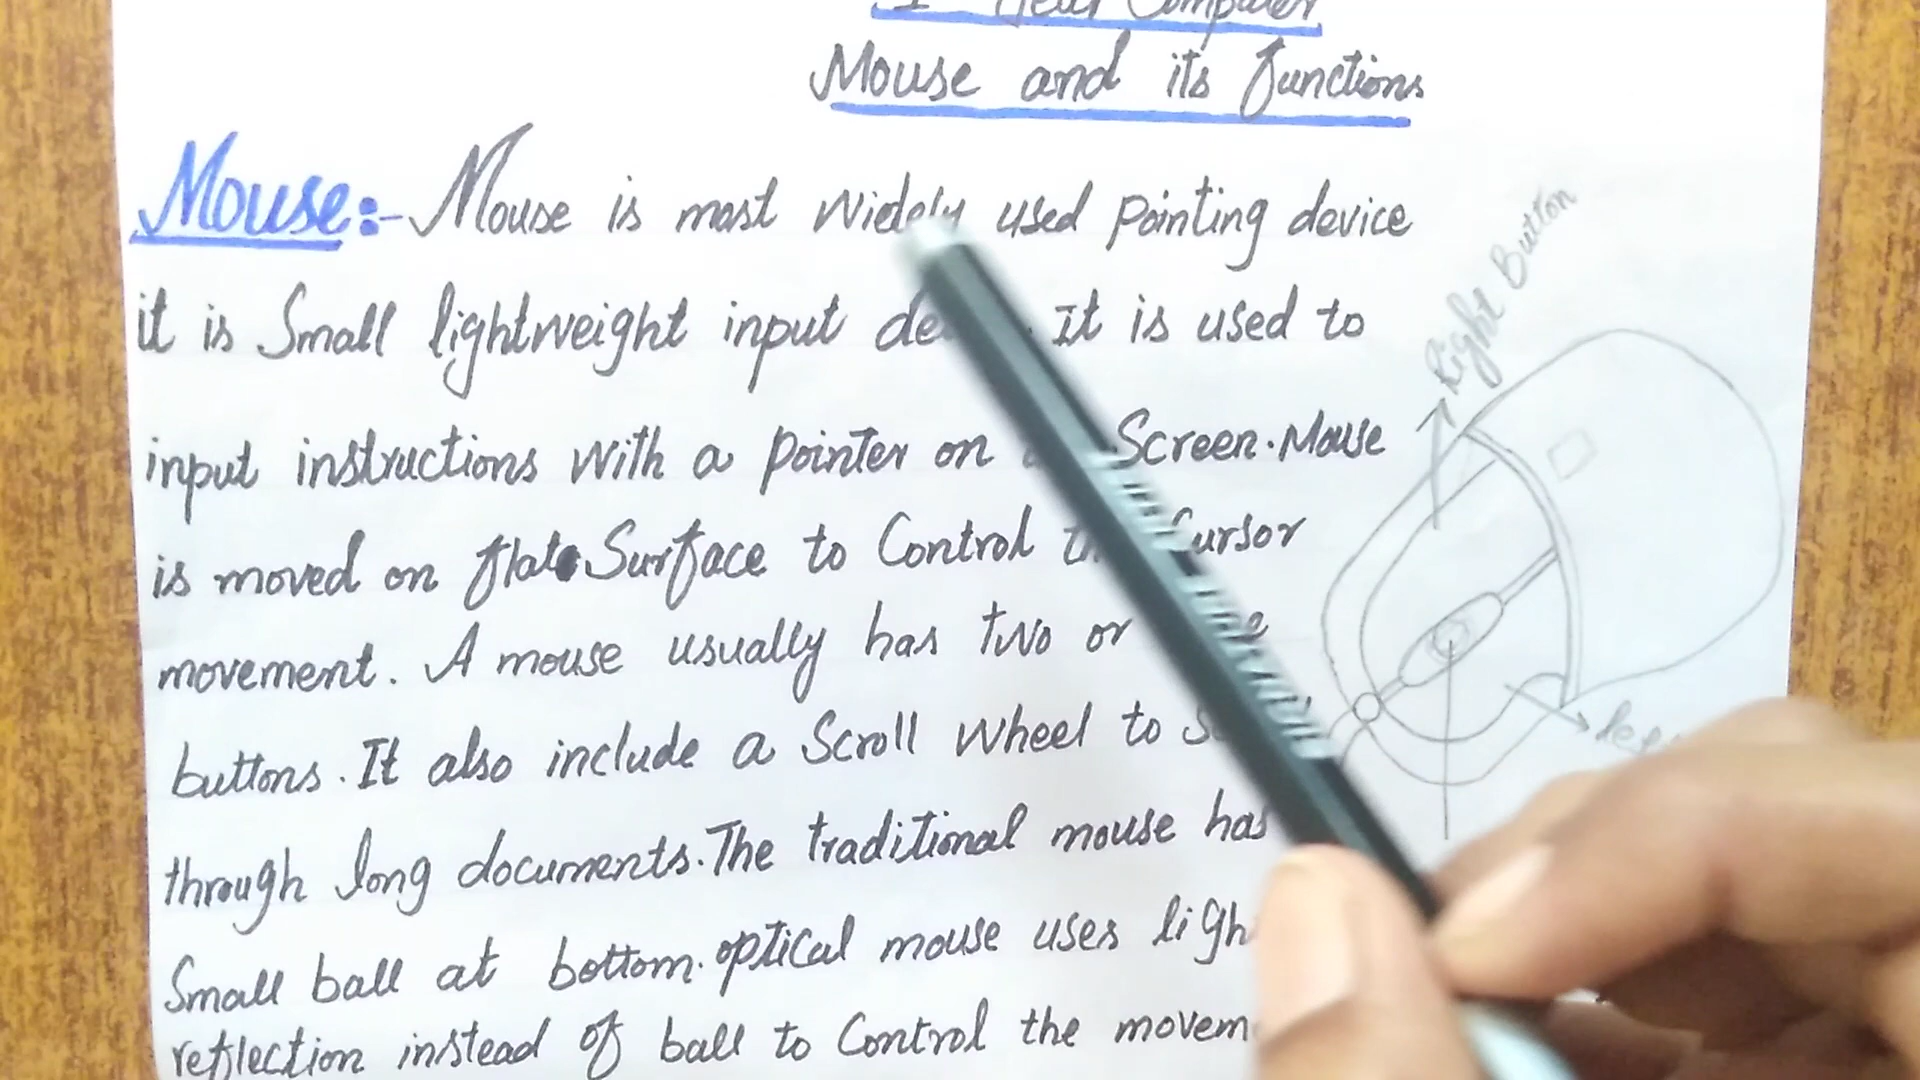 Year Computer
Mouse and its functions
Mouse:- Mouse is most widely used pointing device
it is Small lightweight input It is used to
input instructions with a pointer on Screen. Mouse
is moved on flat Surface to Control Cursor
movement. A mouse usually has two or
buttons. It also include a Scroll wheel to
through long documents. The traditional mouse has
Small ball at bottom. optical mouse uses
reflection instead of ball to Control the
Right Button